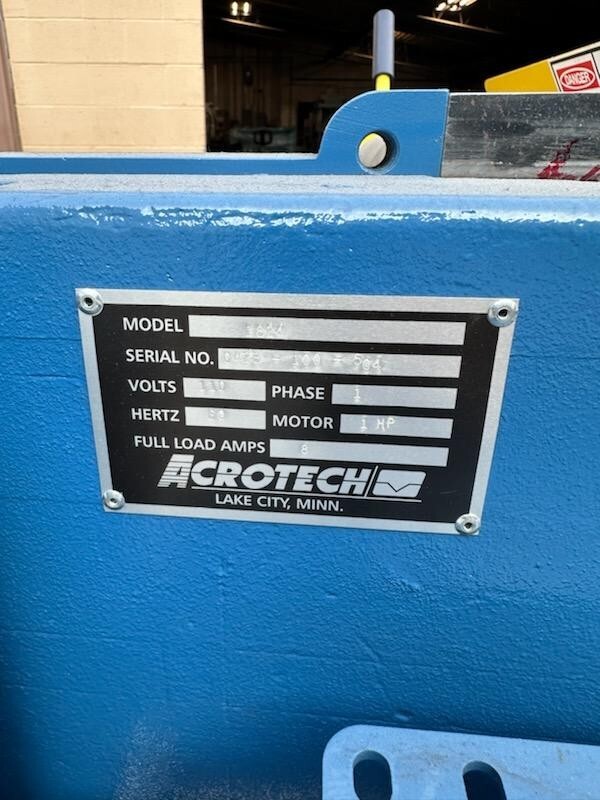 DANGER
MODEL 1824
SERIAL NO.
VOLTS 110 PHASE 1
HERTZ 60 MOTOR 1 HP
FULL LOAD AMPS 8
ACROTECH
LAKE CITY, MINN.